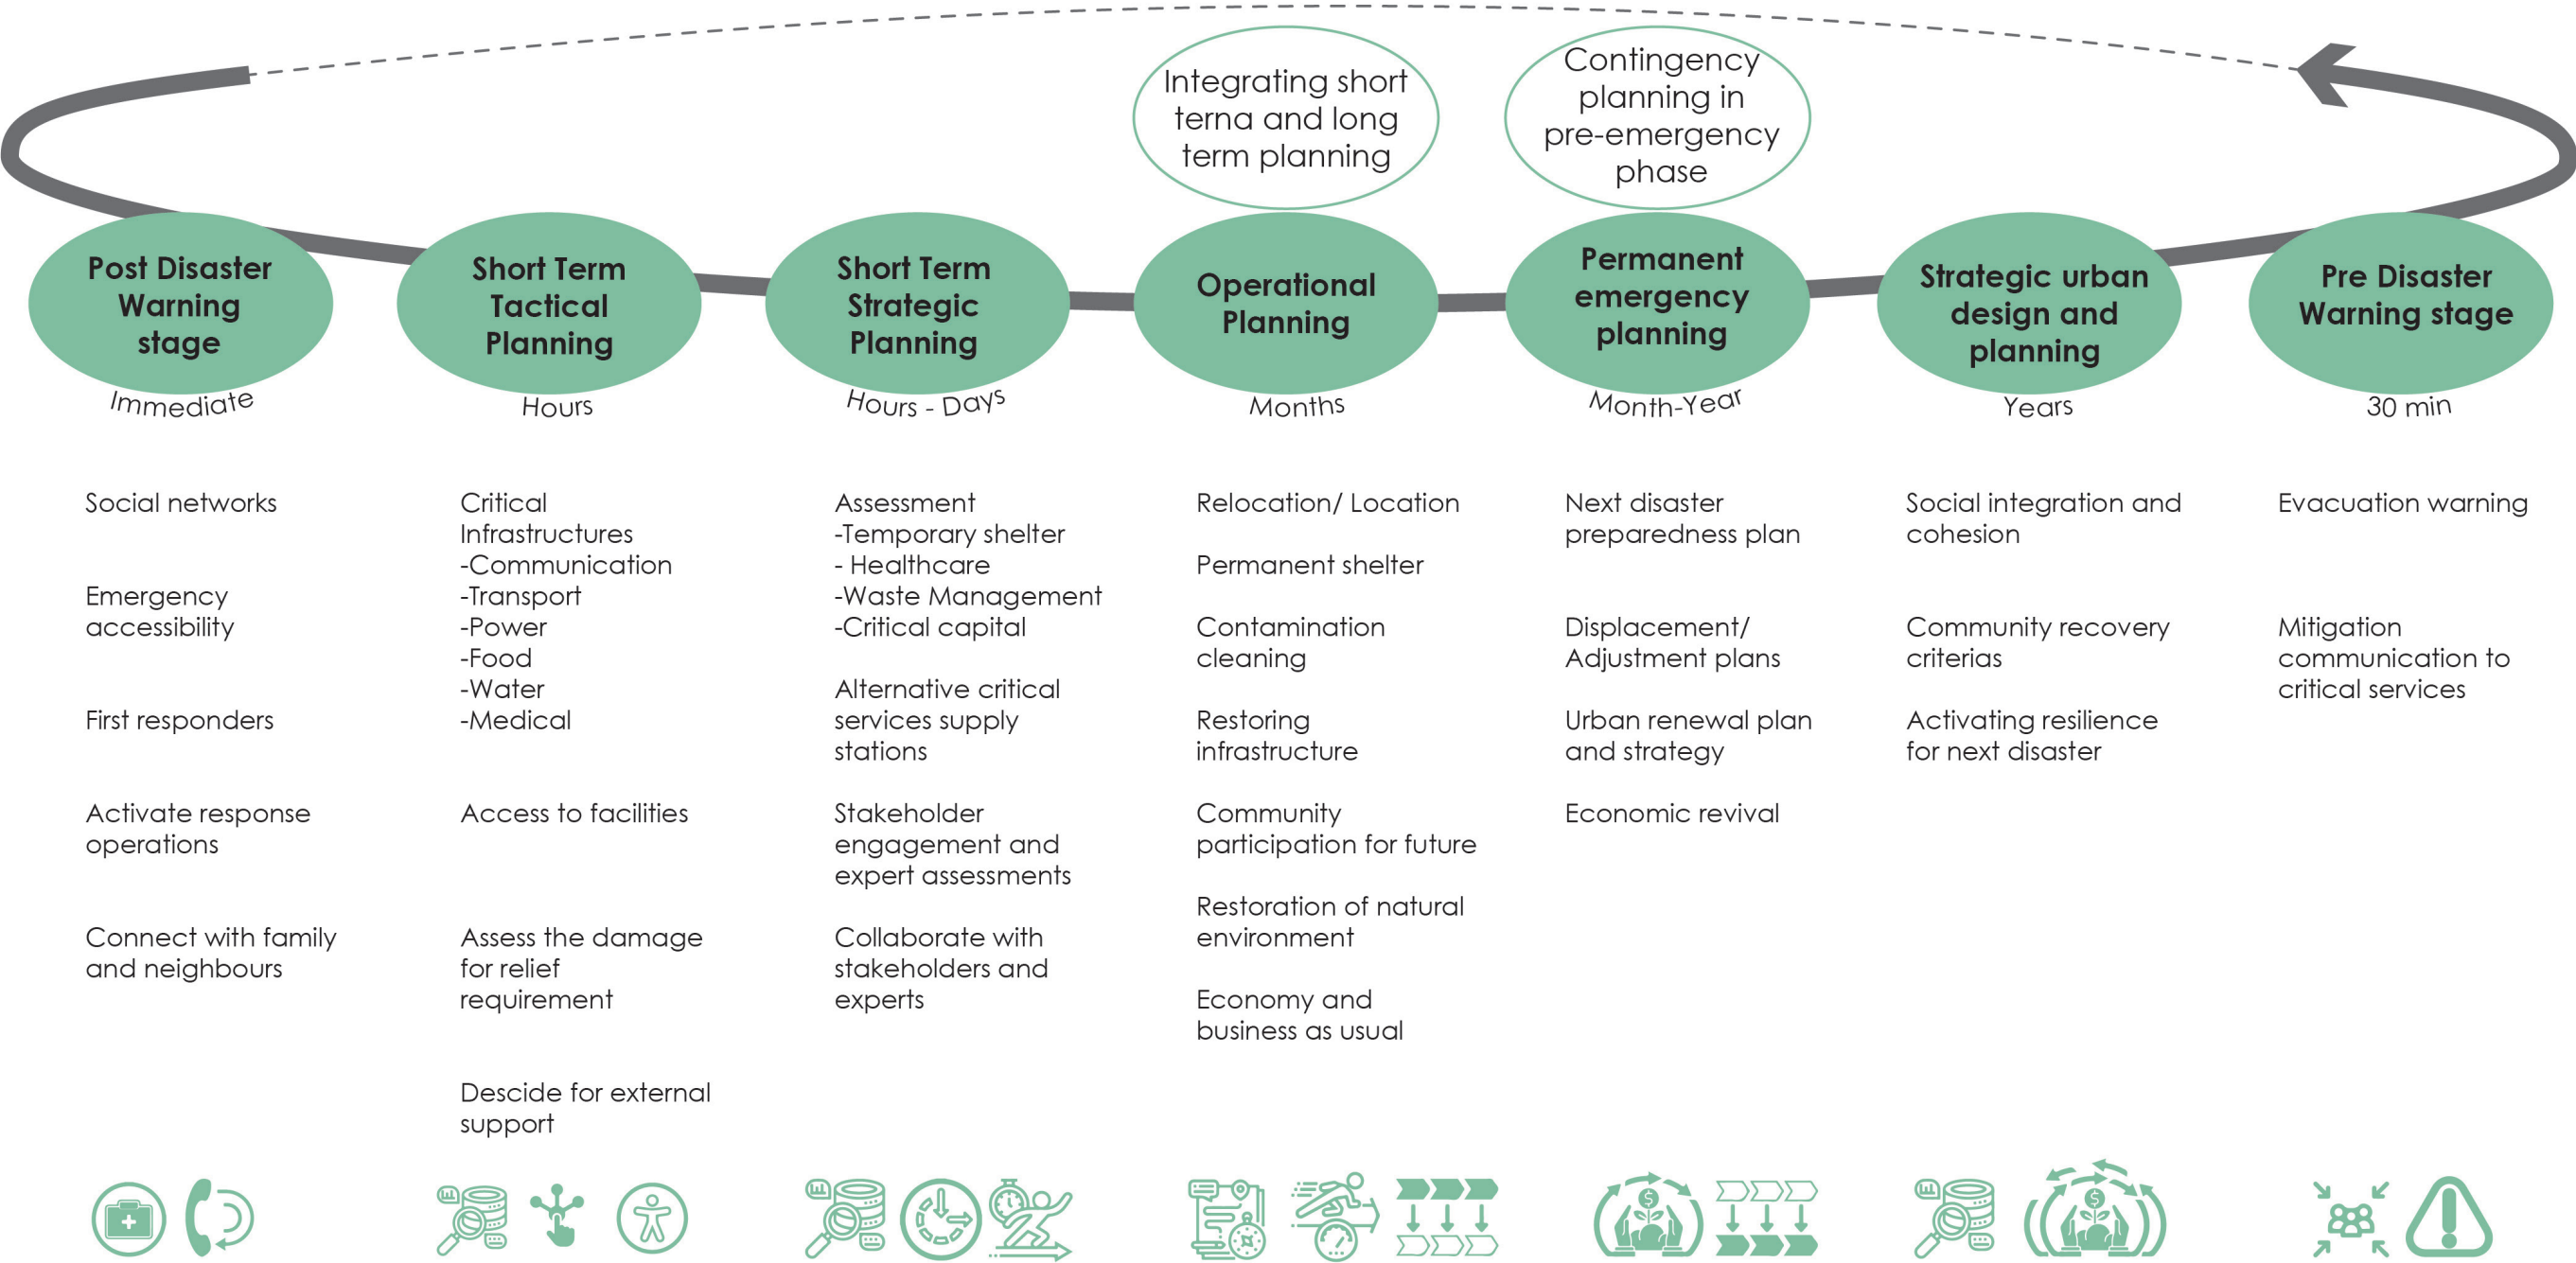 Integrating short
terna and long
term planning
Contingency
planning in
pre-emergency
phase
Post Disaster
Warning
stage
Immediate
Short Term
Tactical
Planning
Hours
Short Term
Strategic
Planning
Hours - Days
Operational
Planning
Months
Permanent
emergency
planning
Month-Year
Strategic urban
design and
planning
Years
Pre Disaster
Warning stage
30 min
Social networks
Emergency
accessibility
First responders
Activate response
operations
Connect with family
and neighbours
Critical
Infrastructures
-Communication
-Transport
-Power
-Food
-Water
-Medical
Access to facilities
Assess the damage
for relief
requirement
Descide for external
support
Assessment
-Temporary shelter
- Healthcare
-Waste Management
-Critical capital
Alternative critical
services supply
stations
Stakeholder
engagement and
expert assessments
Collaborate with
stakeholders and
experts
Relocation/ Location
Permanent shelter
Contamination
cleaning
Restoring
infrastructure
Community
participation for future
Restoration of natural
environment
Economy and
business as usual
Next disaster
preparedness plan
Displacement/
Adjustment plans
Urban renewal plan
and strategy
Economic revival
Social integration and
cohesion
Community recovery
criterias
Activating resilience
for next disaster
Evacuation warning
Mitigation
communication to
critical services